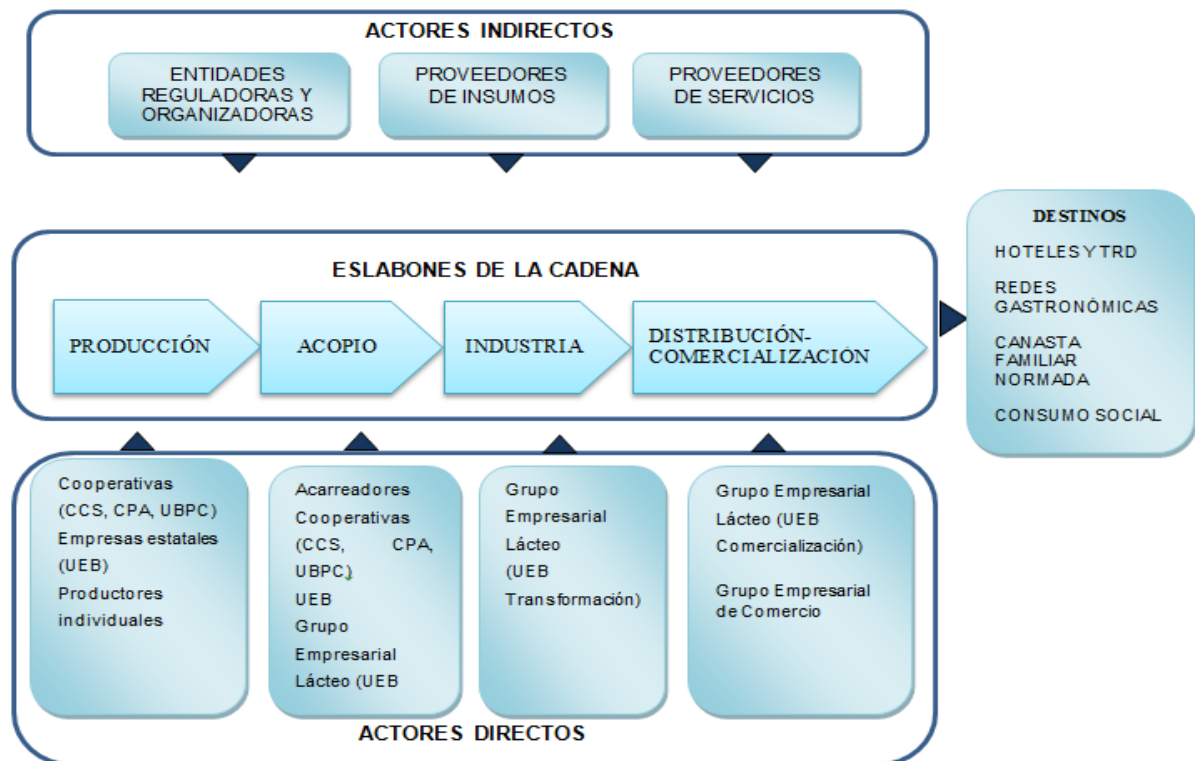 ACTORES INDIRECTOS
ENTIDADES
REGULADORAS Y
ORGANIZADORAS
PROVEEDORES
DE INSUMOS
PROVEEDORES
DE SERVICIOS
ESLABONES DE LA CADENA
PRODUCCIÓN
ACOPIO
INDUSTRIA
DISTRIBUCIÓN-
COMERCIALIZACIÓN
DESTINOS
HOTELES Y TRD
REDES
GASTRONÓMICAS
CANASTA
FAMILIAR
NORMADA
CONSUMO SOCIAL
Cooperativas
(CCS, CPA, UBPC)
Empresas estatales
(UEB)
Productores
individuales
Acarreadores
Cooperativas
(CCS, CPA,
UBPC)
UEB
Grupo
Empresarial
Lácteo (UEB
Grupo
Empresarial
Lácteo
(UEB
Transformación)
Grupo Empresarial
Lácteo (UEB
Comercialización)
Grupo Empresarial
de Comercio
ACTORES DIRECTOS